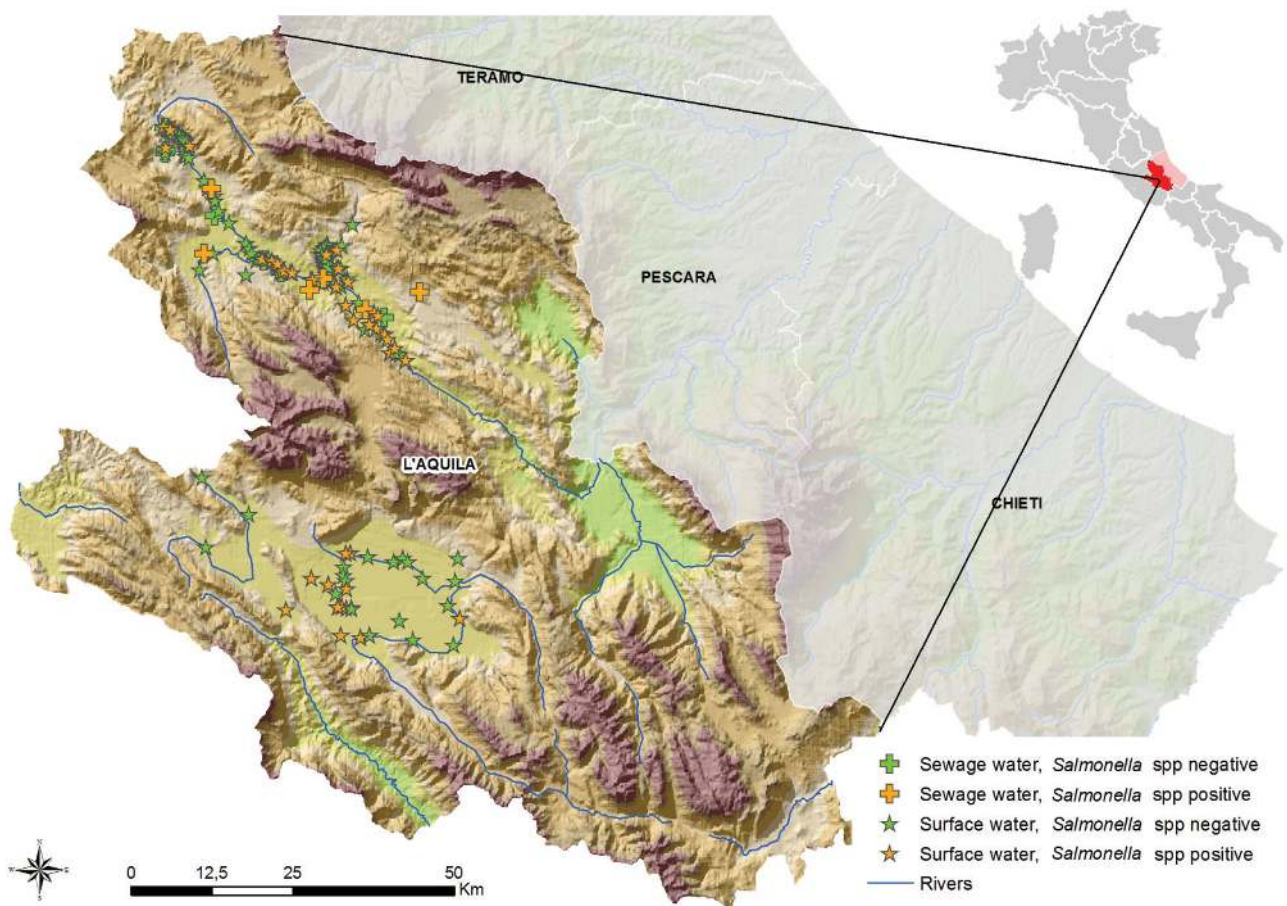 TERAMO
PESCARA
L'AQUILA
CHIETI
Sewage water, Salmonella spp negative
Sewage water, Salmonella spp positive
Surface water, Salmonella spp negative
Surface water, Salmonella spp positive
Rivers
N
W E
S
0 12,5 25 50
Km